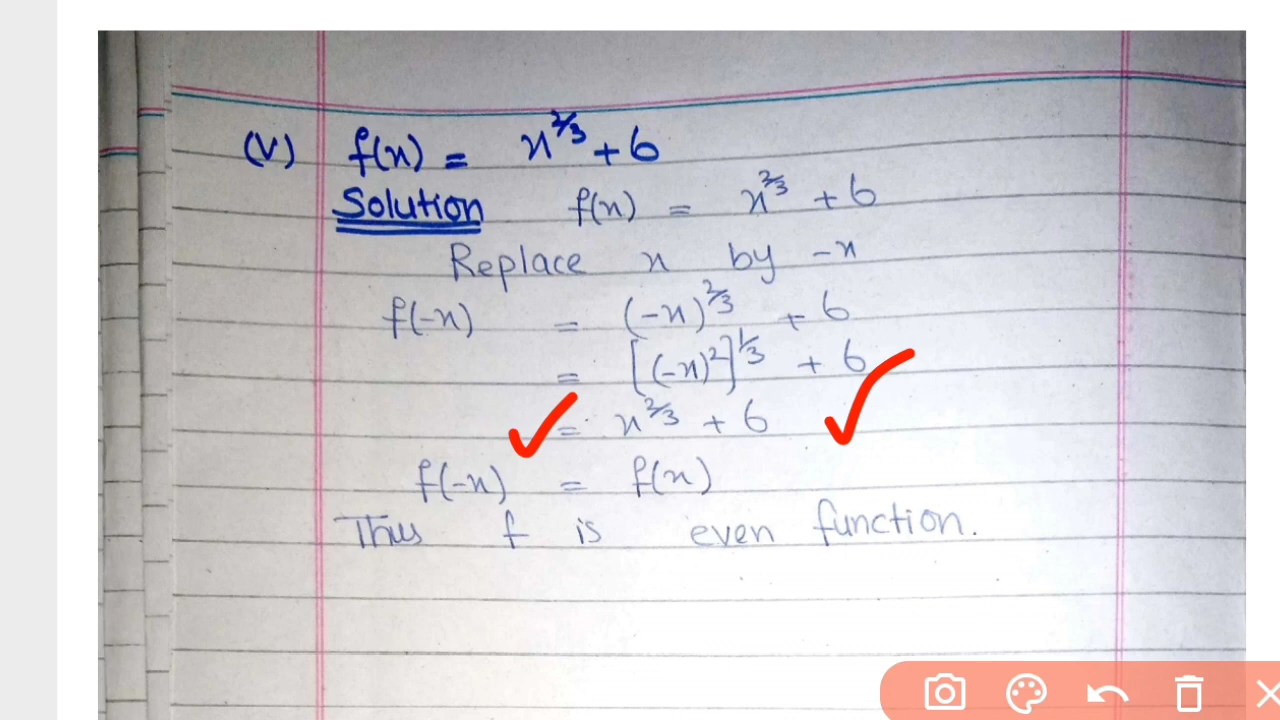 (V) f(x) = x^2/3 + 6
Solution f(x) = x^2/3 + 6
Replace x by -x
f(-x) = (-x)^2/3 + 6
= [(-x)^2]^1/3 + 6
= x^2/3 + 6
f(-x) = f(x)
Thus f is even function.